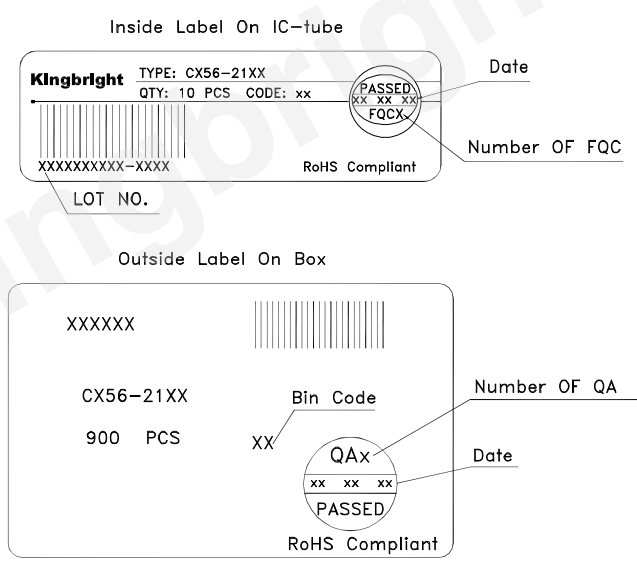 Inside Label On IC-tube
Kingbright
TYPE: CX56-21XX
QTY: 10 PCS CODE: xx
PASSED
xx xx xx
FQCX
Date
Number OF FQC
XXXXXXXXXX-XXXX
RoHS Compliant
LOT NO.
Outside Label On Box
XXXXXX
CX56-21XX
900 PCS
Bin Code
XX
Number OF QA
QAx
Date
xx xx xx
PASSED
RoHS Compliant